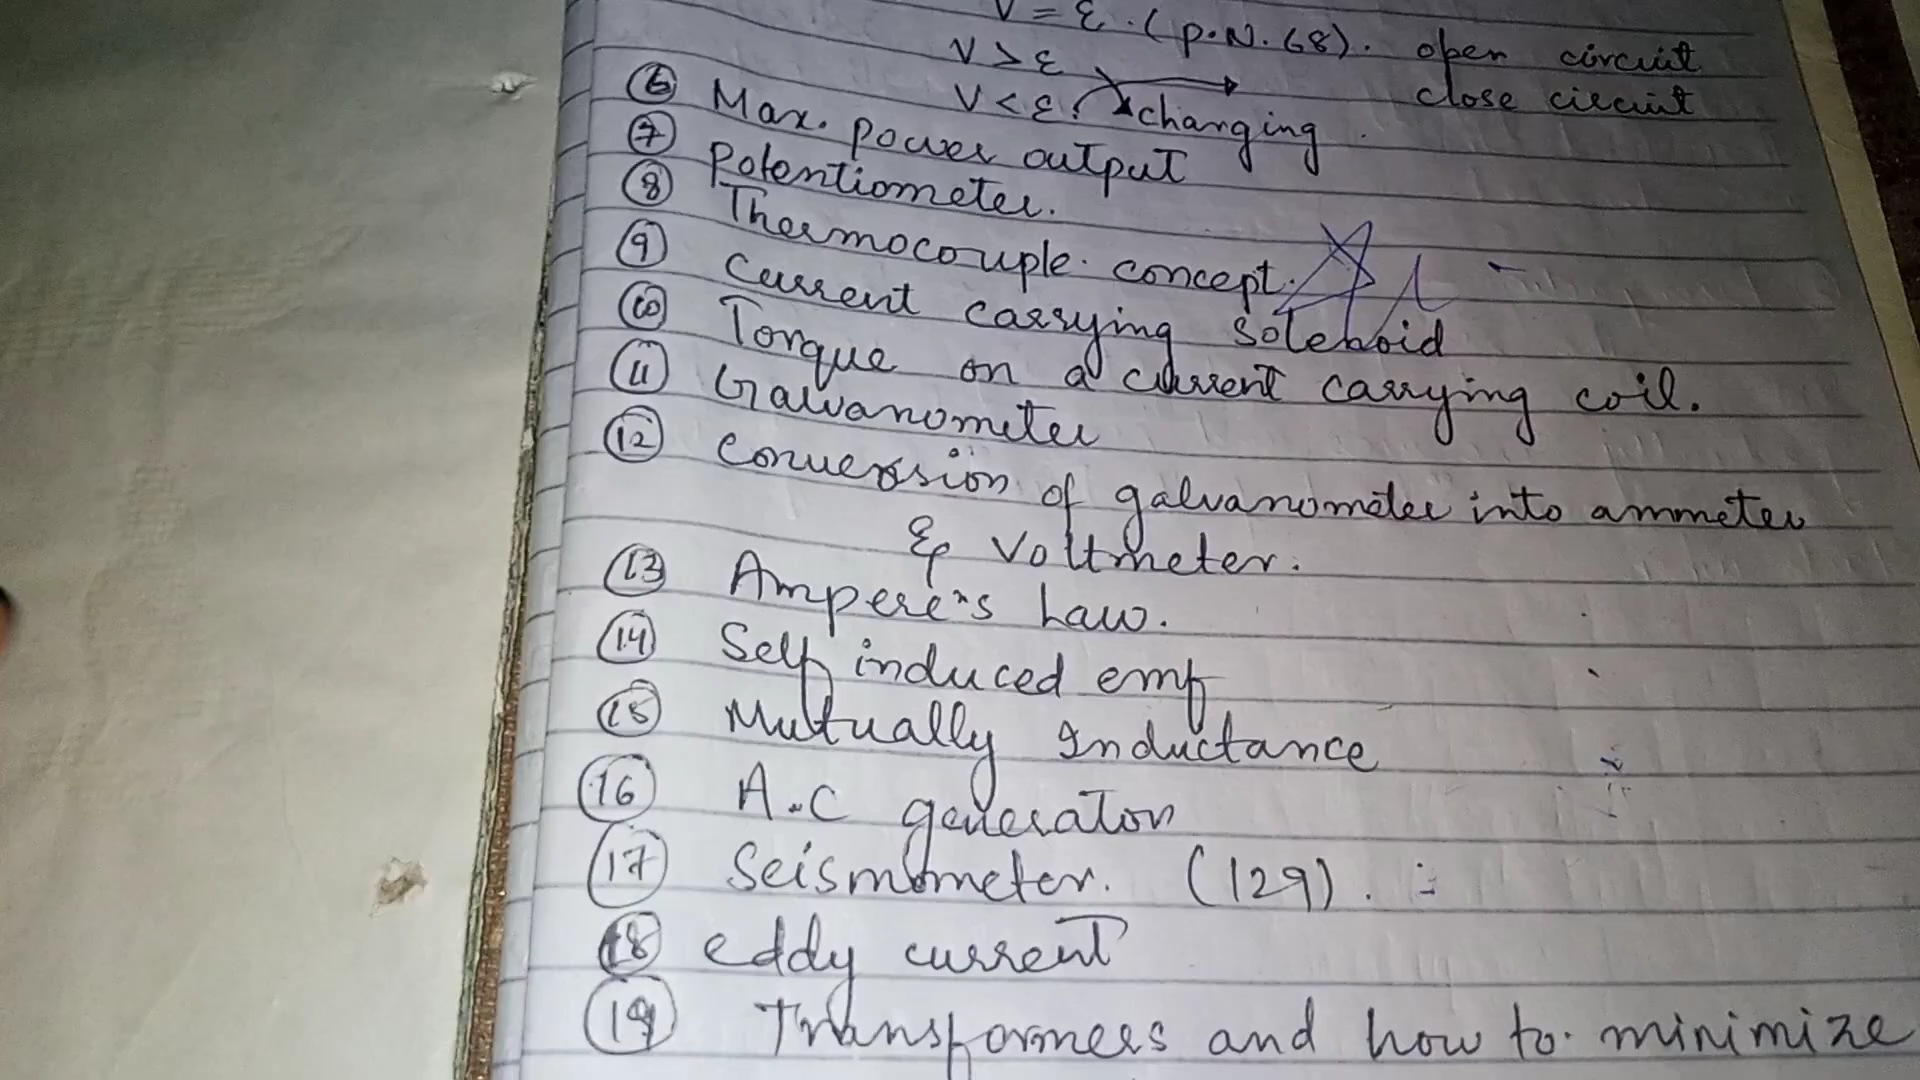 V = ε. (P.N. 68). open circuit
V > ε close circuit
V < ε. changing
⑥ Max. power output
⑦ Potentiometer.
⑧ Thermocouple concept.
⑨ Current carrying solenoid
⑩ Torque on a current carrying coil.
⑪ Galvanometer
⑫ Conversion of galvanometer into ammeter
& Voltmeter.
⑬ Ampere's Law.
⑭ Self induced emf
⑮ Mutually Inductance
⑯ A.C generator
⑰ Seismometer. (129).
⑱ eddy current
⑲ Transformers and how to minimize